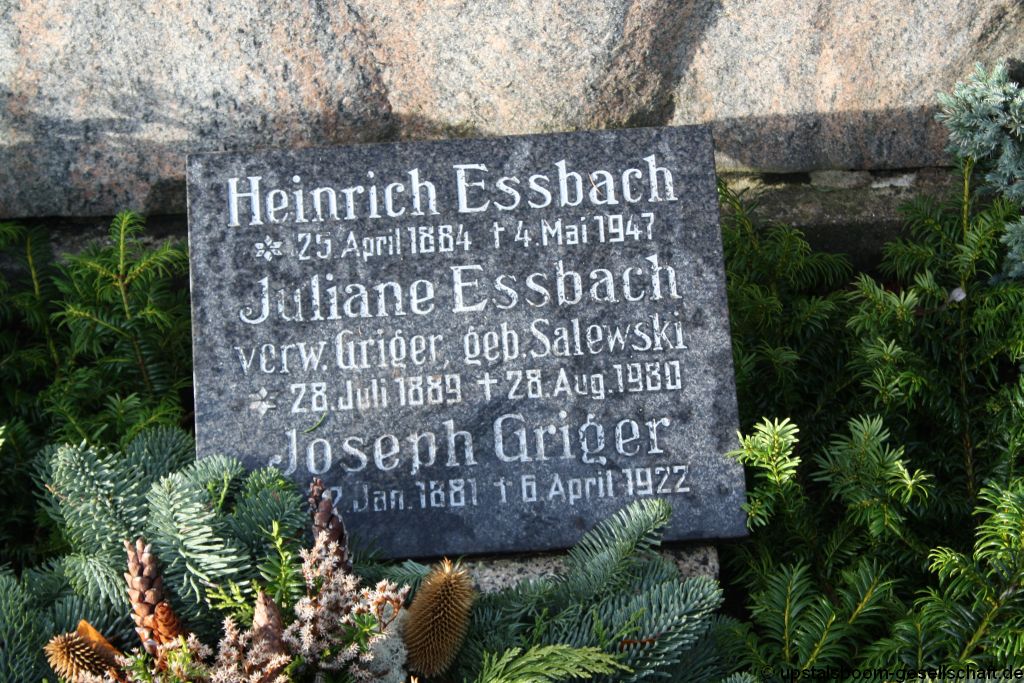 Heinrich Essbach
25. April 1884 † 4. Mai 1947
Juliane Essbach
verw. Griger, geb. Salewski
28. Juli 1889 † 28. Aug. 1980
Joseph Griger
Jan. 1881 † 6 April 1922
© upstalsboom-gesellschaft.de